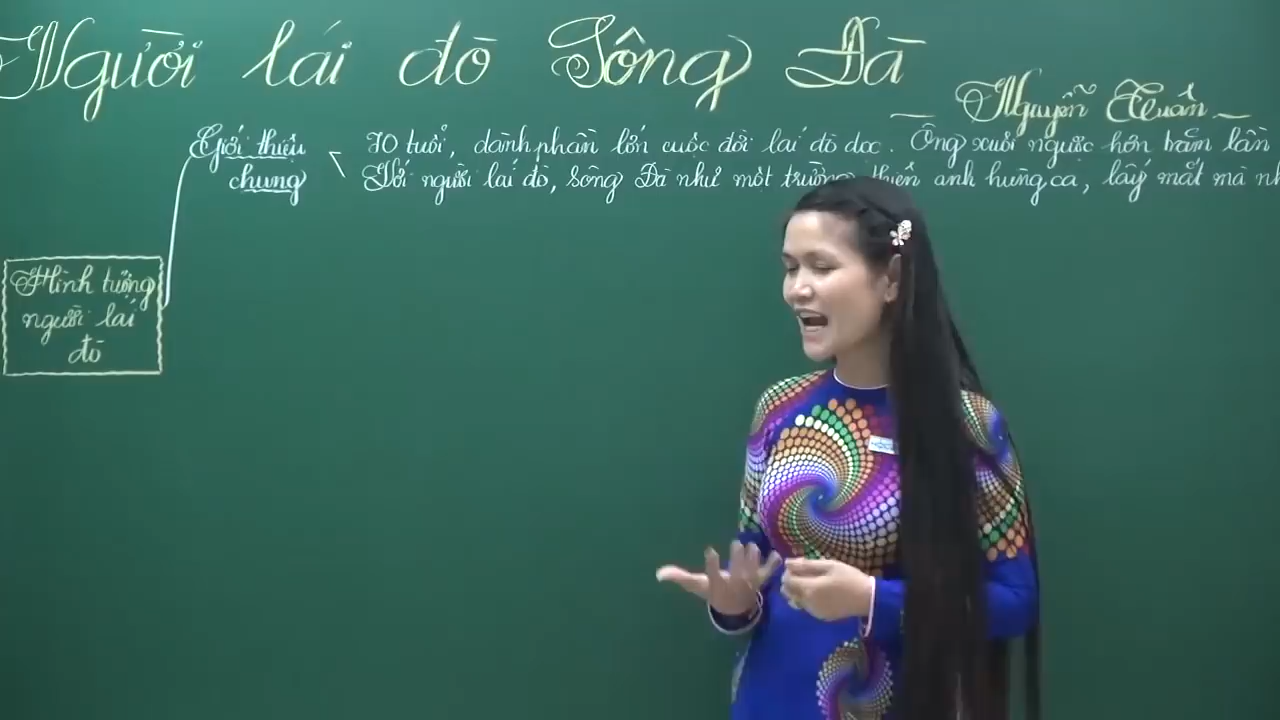 Người lái đò Sông Đà
Nguyễn Tuân
Giới thiệu chung
70 tuổi, dành phần lớn cuộc đời lái đò dọc. Ông xuôi ngược hơn trăm lần
Với người lái đò, Sông Đà như một trường thiên anh hùng ca, lấy mắt mà nh
Hình tượng
người lái
đò